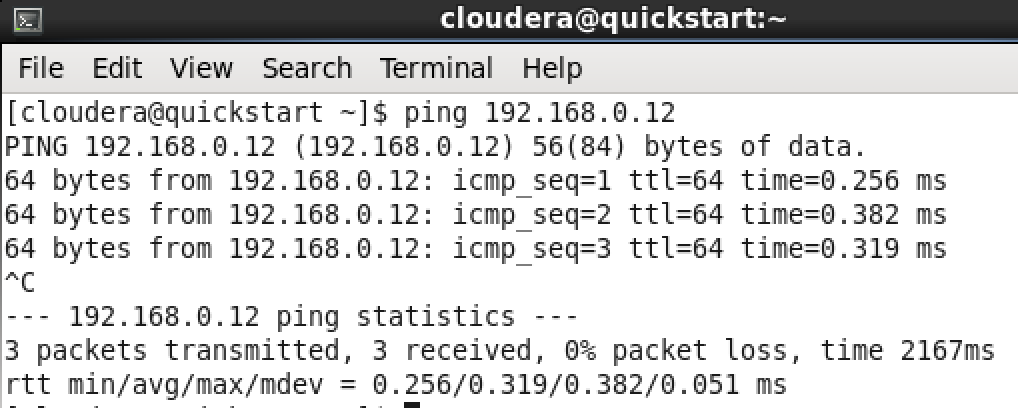 cloudera@quickstart:~
File Edit View Search Terminal Help
[cloudera@quickstart ~]$ ping 192.168.0.12
PING 192.168.0.12 (192.168.0.12) 56(84) bytes of data.
64 bytes from 192.168.0.12: icmp_seq=1 ttl=64 time=0.256 ms
64 bytes from 192.168.0.12: icmp_seq=2 ttl=64 time=0.382 ms
64 bytes from 192.168.0.12: icmp_seq=3 ttl=64 time=0.319 ms
^C
--- 192.168.0.12 ping statistics ---
3 packets transmitted, 3 received, 0% packet loss, time 2167ms
rtt min/avg/max/mdev = 0.256/0.319/0.382/0.051 ms